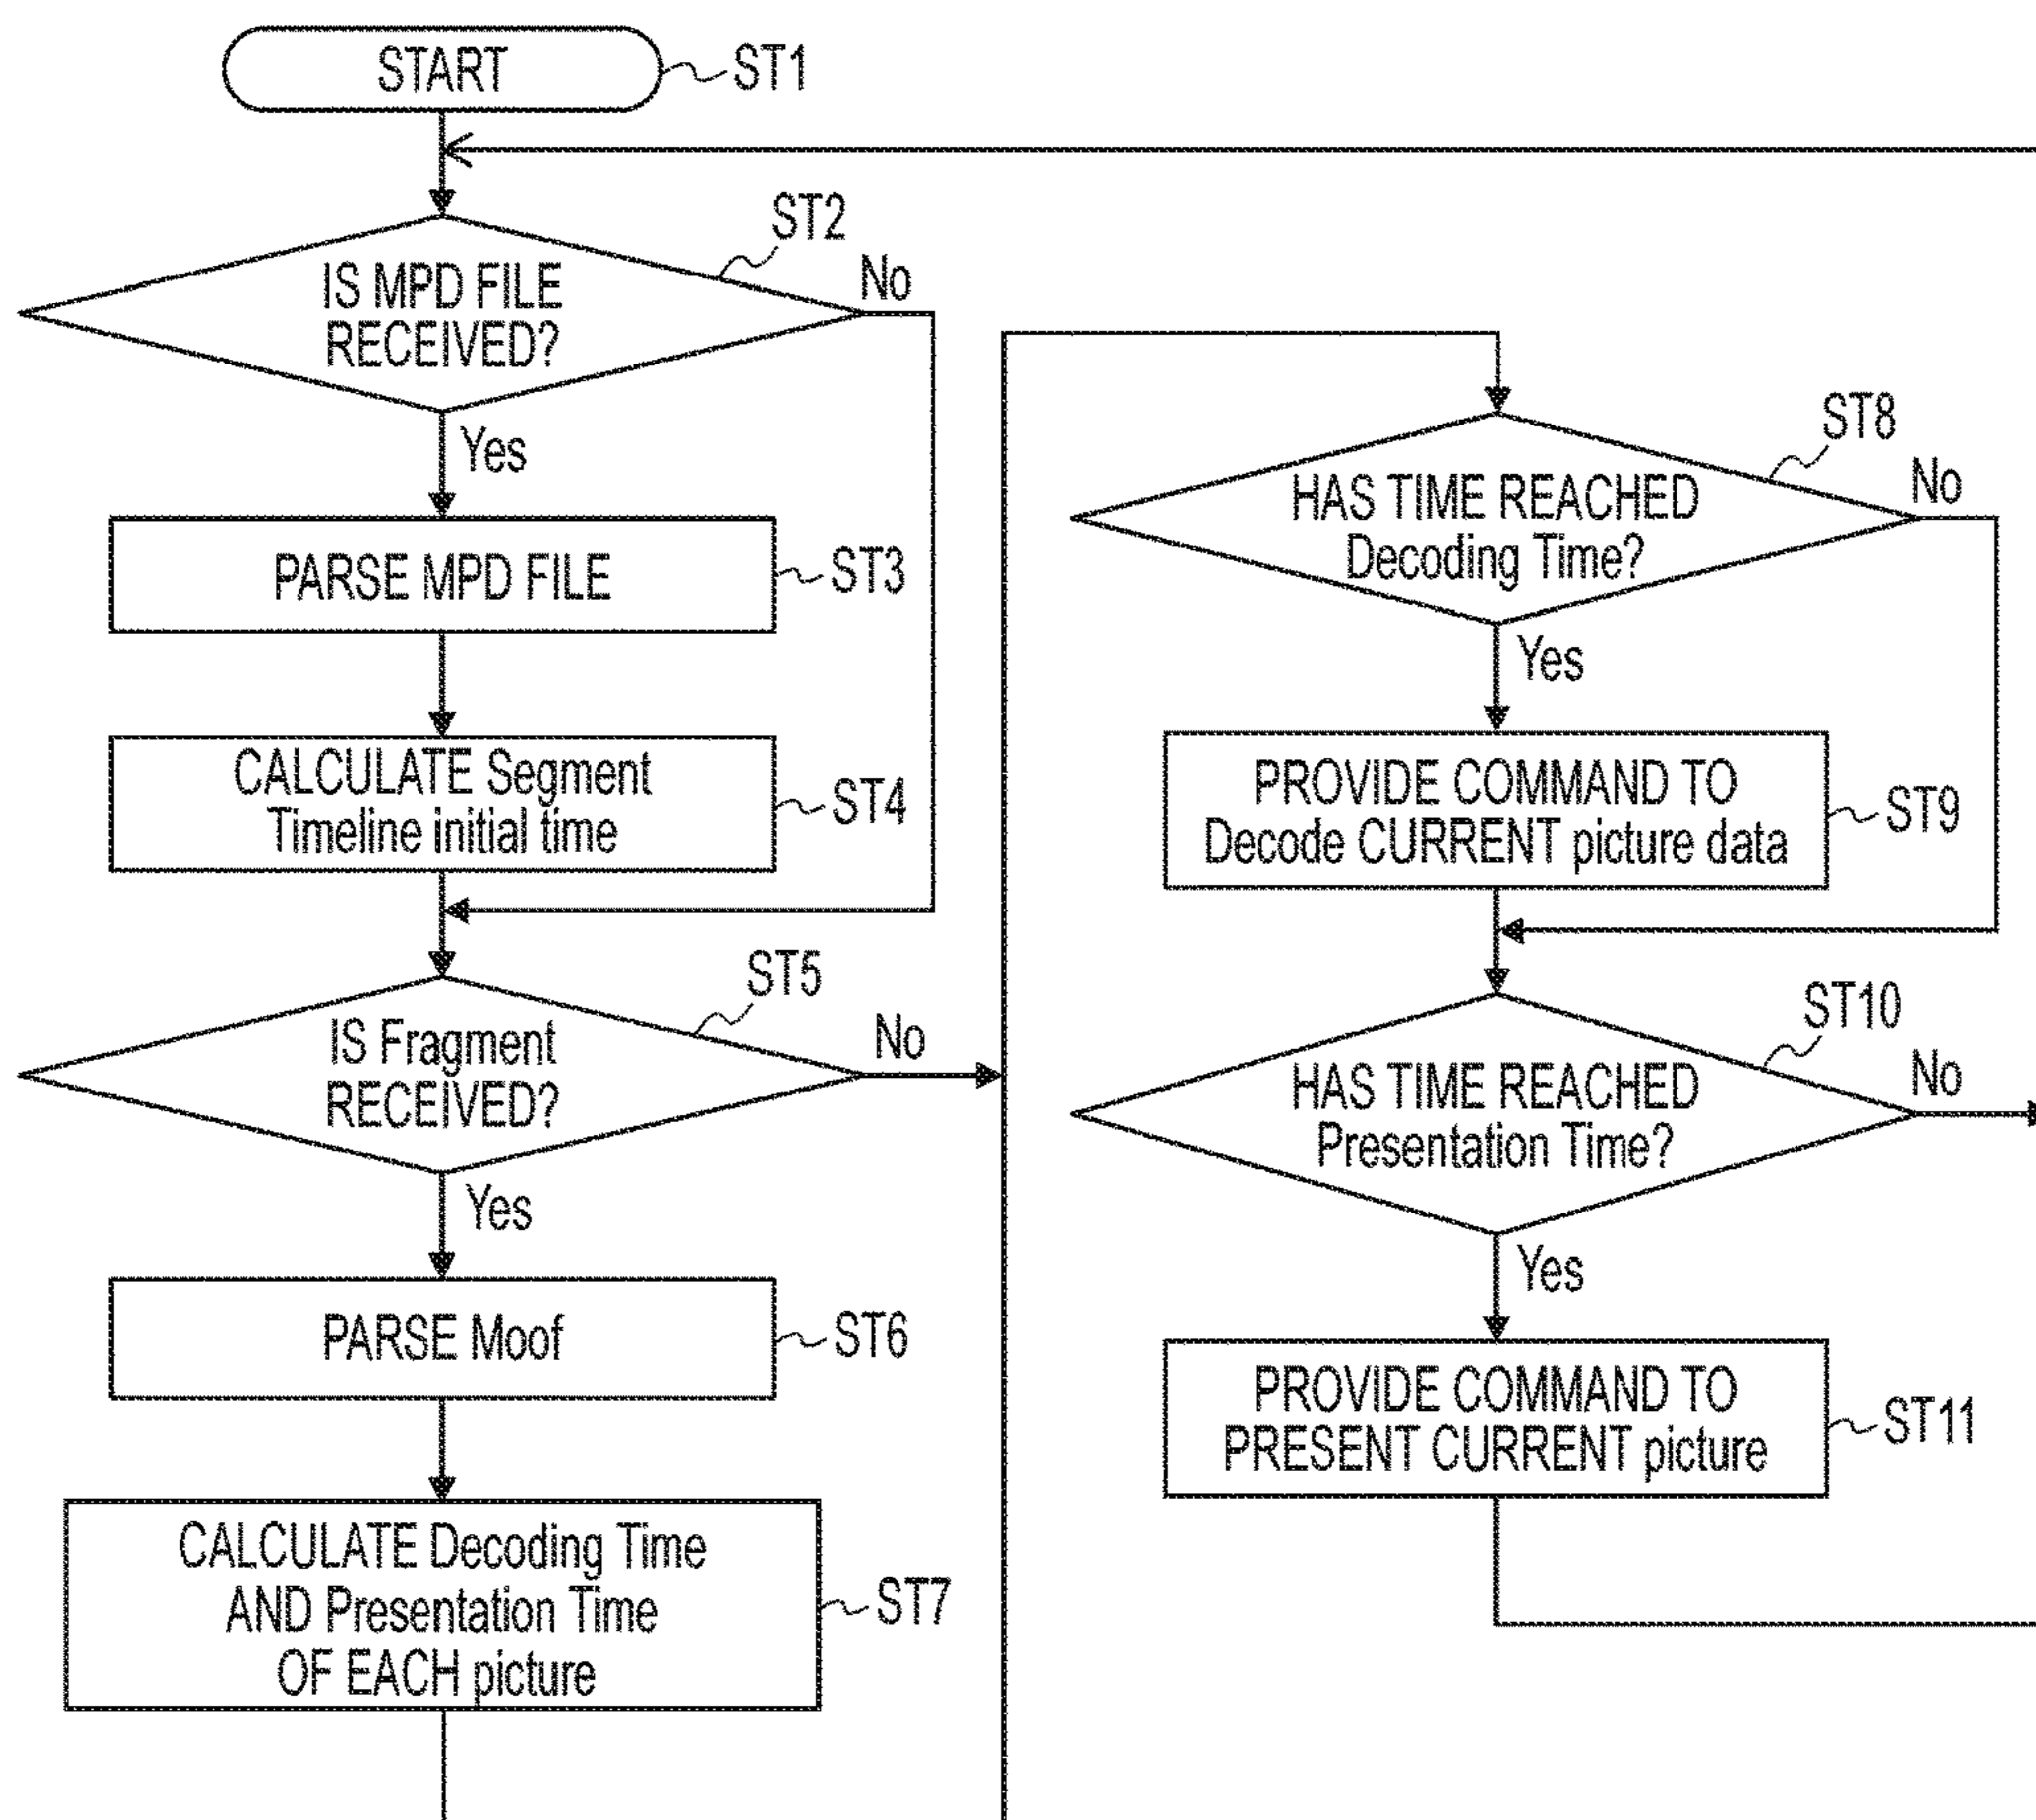 START
ST1
ST2
IS MPD FILE
RECEIVED?
No
Yes
PARSE MPD FILE
ST3
CALCULATE Segment
Timeline initial time
ST4
ST5
IS Fragment
RECEIVED?
No
Yes
PARSE Moof
ST6
CALCULATE Decoding Time
AND Presentation Time
OF EACH picture
ST7
ST8
HAS TIME REACHED
Decoding Time?
No
Yes
PROVIDE COMMAND TO
Decode CURRENT picture data
ST9
ST10
HAS TIME REACHED
Presentation Time?
No
Yes
PROVIDE COMMAND TO
PRESENT CURRENT picture
ST11